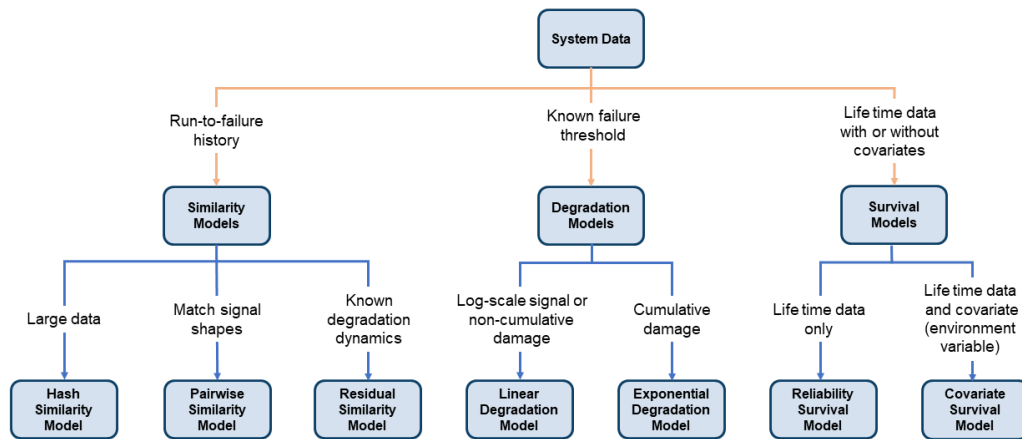 System Data
Run-to-failure
history
Known failure
threshold
Life time data
with or without
covariates
Similarity
Models
Degradation
Models
Survival
Models
Large data
Match signal
shapes
Known
degradation
dynamics
Log-scale signal or
non-cumulative
damage
Cumulative
damage
Life time data
only
Life time data
and covariate
(environment
variable)
Hash
Similarity
Model
Pairwise
Similarity
Model
Residual
Similarity
Model
Linear
Degradation
Model
Exponential
Degradation
Model
Reliability
Survival
Model
Covariate
Survival
Model